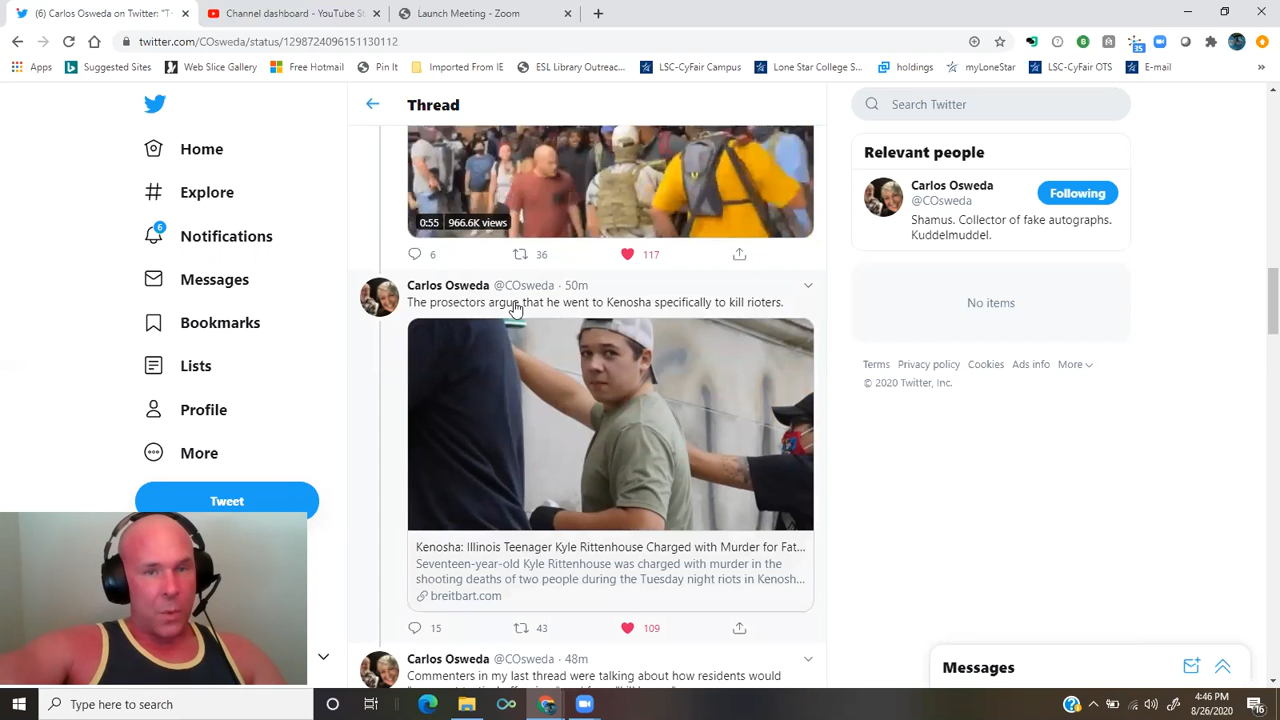 (6) Carlos Osweda on Twitter: "T
Channel dashboard - YouTube St
Launch Meeting - Zoom
twitter.com/COsweda/status/1298724096151130112
35
Apps
Suggested Sites
Web Slice Gallery
Free Hotmail
Pin It
Imported From IE
ESL Library Outreac...
LSC-CyFair Campus
Lone Star College S...
holdings
myLoneStar
LSC-CyFair OTS
E-mail
»
Home
Explore
6
Notifications
Messages
Bookmarks
Lists
Profile
More
Tweet
Thread
0:55 966.6K views
6 36 117
Carlos Osweda @COsweda · 50m
The prosectors argue that he went to Kenosha specifically to kill rioters.
Kenosha: Illinois Teenager Kyle Rittenhouse Charged with Murder for Fat...
Seventeen-year-old Kyle Rittenhouse was charged with murder in the
shooting deaths of two people during the Tuesday night riots in Kenosh...
breitbart.com
15 43 109
Carlos Osweda @COsweda · 48m
Commenters in my last thread were talking about how residents would
Search Twitter
Relevant people
Carlos Osweda
@COsweda
Following
Shamus. Collector of fake autographs.
Kuddelmuddel.
No items
Terms Privacy policy Cookies Ads info More
© 2020 Twitter, Inc.
Messages
Type here to search
4:46 PM
8/26/2020
16